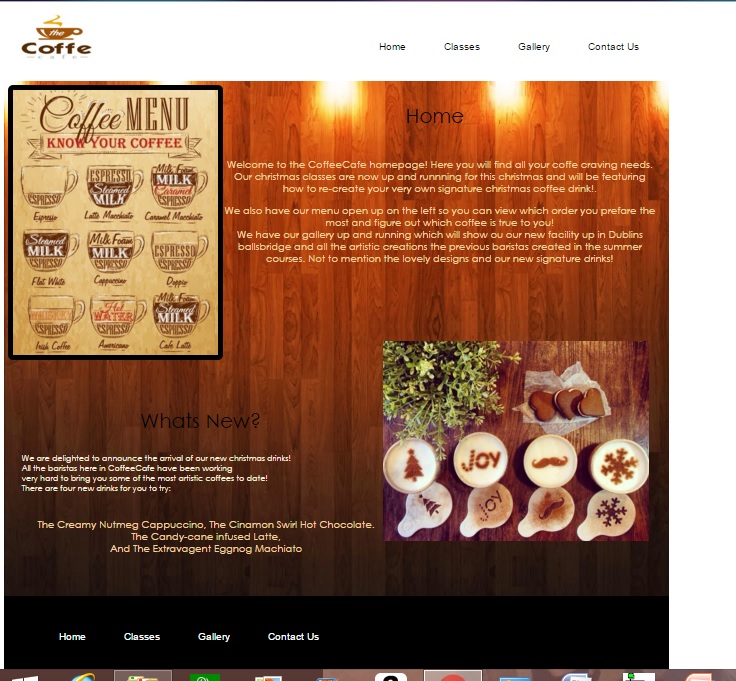 the
Coffe
cafe
Home Classes Gallery Contact Us
Coffee MENU
KNOW YOUR COFFEE
ESPRESSO
Espresso
ESPRESSO
Steamed
MILK
Latte Macchiato
Milk Foam
MILK
Caramel
ESPRESSO
Caramel Macchiato
Steamed
MILK
ESPRESSO
Flat White
Milk Foam
MILK
ESPRESSO
Cappuccino
ESPRESSO
ESPRESSO
Doppio
WHISKEY
ESPRESSO
Irish Coffee
Hot
WATER
ESPRESSO
Americano
Milk Foam
Steamed
MILK
ESPRESSO
Cafe Latte
Home
Welcome to the CoffeeCafe homepage! Here you will find all your coffe craving needs.
Our christmas classes are now up and runnning for this christmas and will be featuring
how to re-create your very own signature christmas coffee drink!.
We also have our menu open up on the left so you can view which order you prefare the
most and figure out which coffee is true to you!
We have our gallery up and running which will show ou our new facility up in Dublins
ballsbridge and all the artistic creations the previous baristas created in the summer
courses. Not to mention the lovely designs and our new signature drinks!
Whats New?
We are delighted to announce the arrival of our new christmas drinks!
All the baristas here in CoffeeCafe have been working
very hard to bring you some of the most artistic coffees to date!
There are four new drinks for you to try:
The Creamy Nutmeg Cappuccino, The Cinamon Swirl Hot Chocolate.
The Candy-cane infused Latte,
And The Extravagent Eggnog Machiato
JOY
JOY
Home Classes Gallery Contact Us